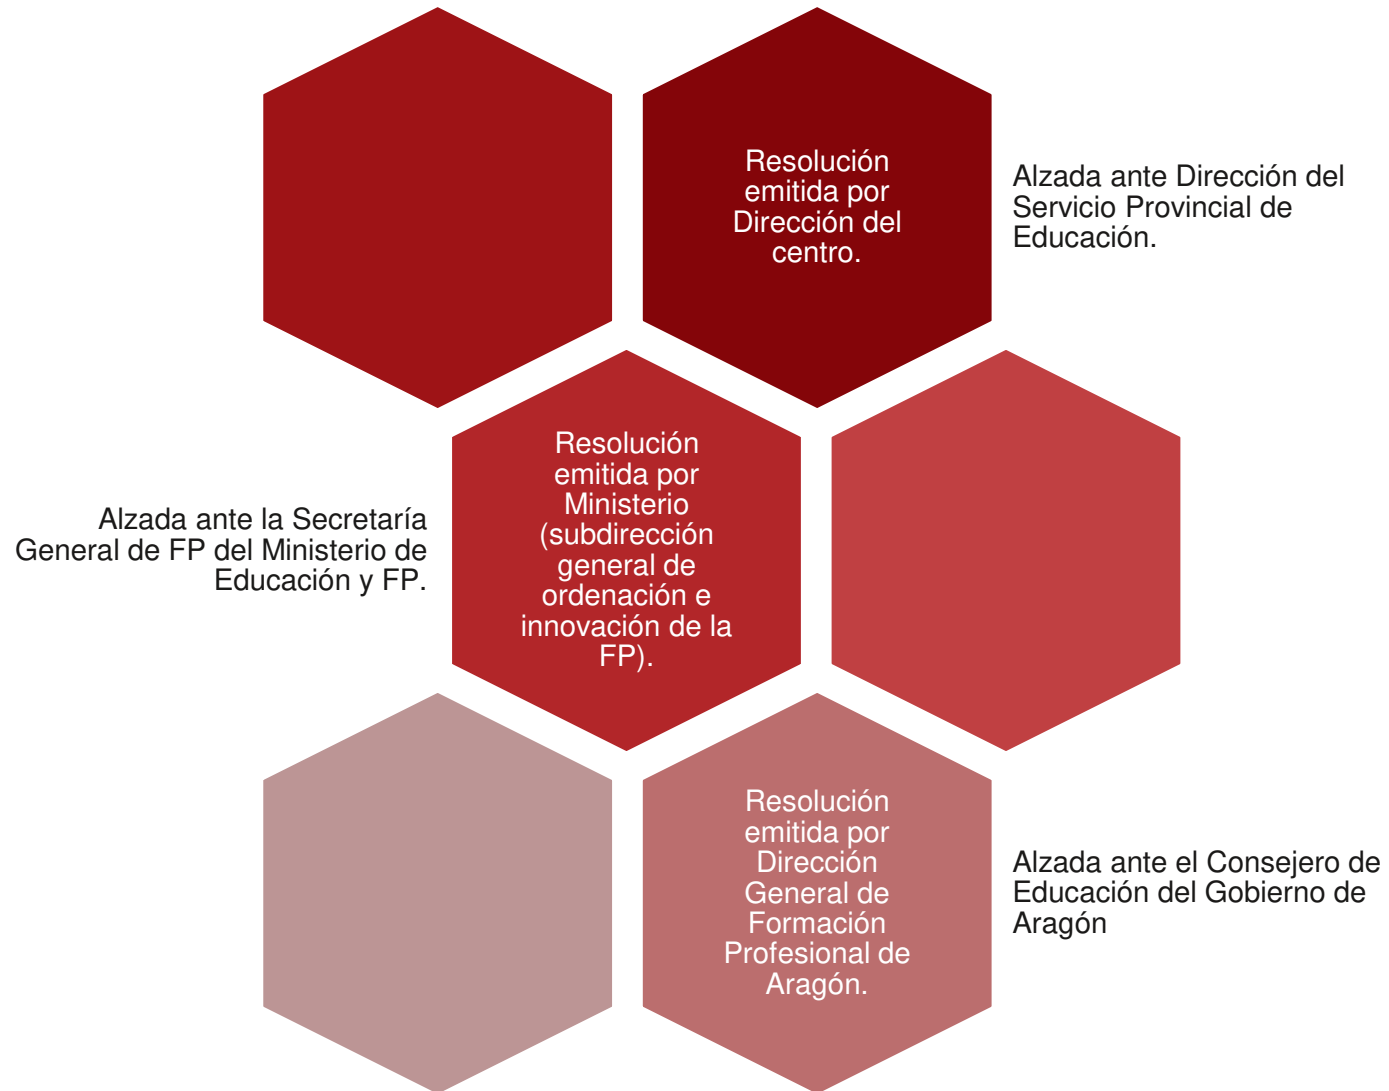 Resolución
emitida por
Dirección del
centro.
Alzada ante Dirección del
Servicio Provincial de
Educación.
Resolución
emitida por
Ministerio
(subdirección
general de
ordenación e
innovación de la
FP).
Alzada ante la Secretaría
General de FP del Ministerio de
Educación y FP.
Resolución
emitida por
Dirección
General de
Formación
Profesional de
Aragón.
Alzada ante el Consejero de
Educación del Gobierno de
Aragón